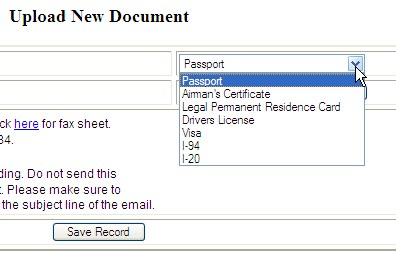 Upload New Document
Passport
Passport
Airman's Certificate
Legal Permanent Residence Card
Drivers License
Visa
I-94
I-20
ck here for fax sheet.
34.
ding. Do not send this
. Please make sure to
the subject line of the email.
Save Record